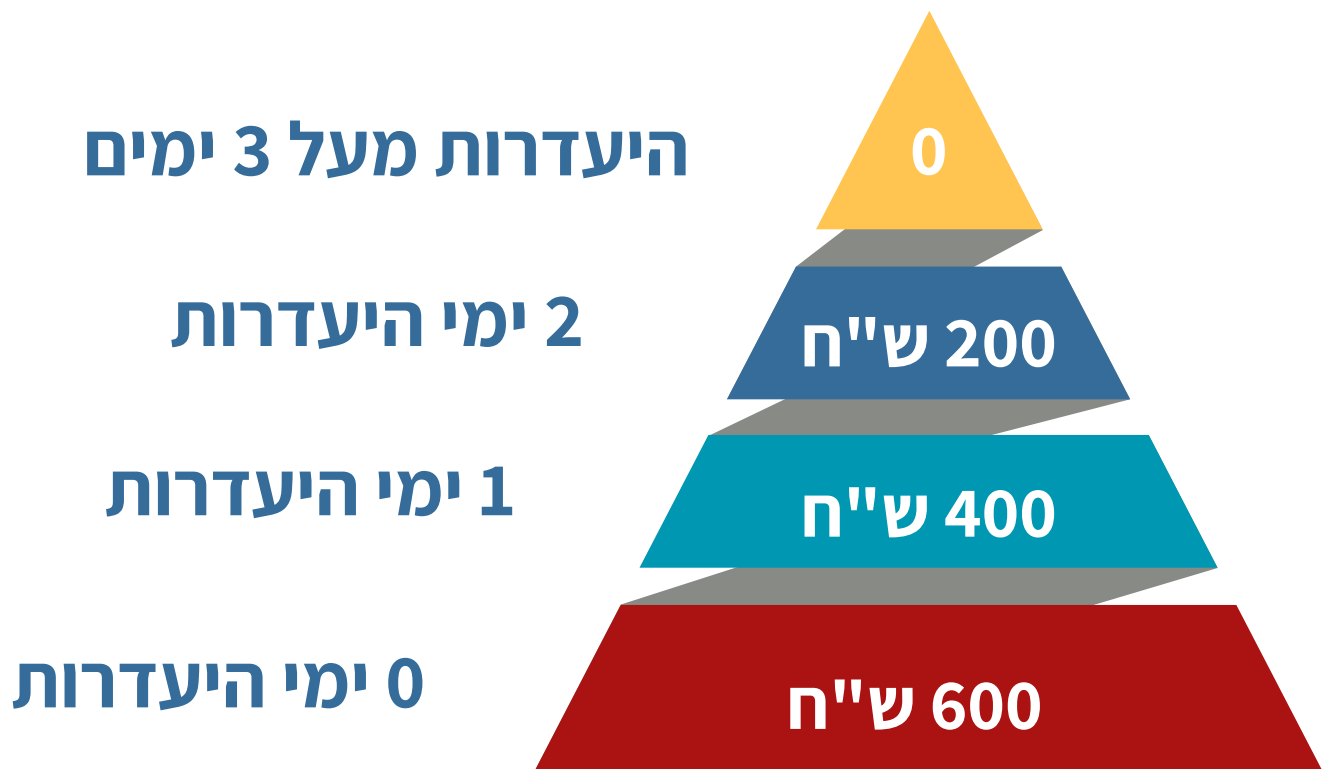 היעדרות מעל 3 ימים
0
2 ימי היעדרות
200 ש"ח
1 ימי היעדרות
400 ש"ח
0 ימי היעדרות
600 ש"ח